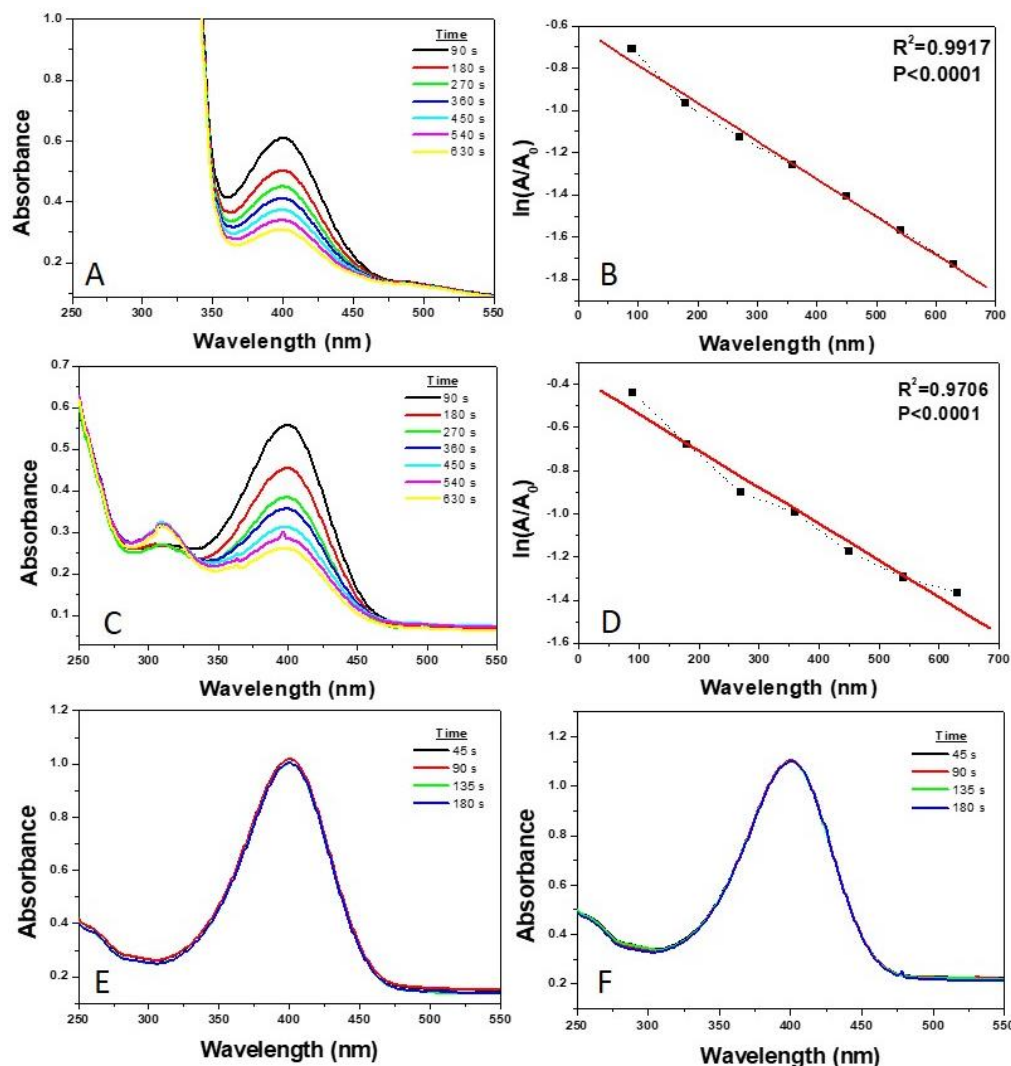 1.0
0.8
0.6
0.4
0.2
Absorbance
Time
90 s
180 s
270 s
360 s
450 s
540 s
630 s
A
250 300 350 400 450 500 550
Wavelength (nm)
-0.6
-0.8
-1.0
-1.2
-1.4
-1.6
-1.8
ln(A/A0)
R2=0.9917
P<0.0001
B
0 100 200 300 400 500 600 700
Wavelength (nm)
0.7
0.6
0.5
0.4
0.3
0.2
0.1
Absorbance
Time
90 s
180 s
270 s
360 s
450 s
540 s
630 s
C
250 300 350 400 450 500 550
Wavelength (nm)
-0.4
-0.6
-0.8
-1.0
-1.2
-1.4
-1.6
ln(A/A0)
R2=0.9706
P<0.0001
D
0 100 200 300 400 500 600 700
Wavelength (nm)
1.2
1.0
0.8
0.6
0.4
0.2
Absorbance
Time
45 s
90 s
135 s
180 s
E
250 300 350 400 450 500 550
Wavelength (nm)
1.2
1.0
0.8
0.6
0.4
0.2
Absorbance
Time
45 s
90 s
135 s
180 s
F
250 300 350 400 450 500 550
Wavelength (nm)